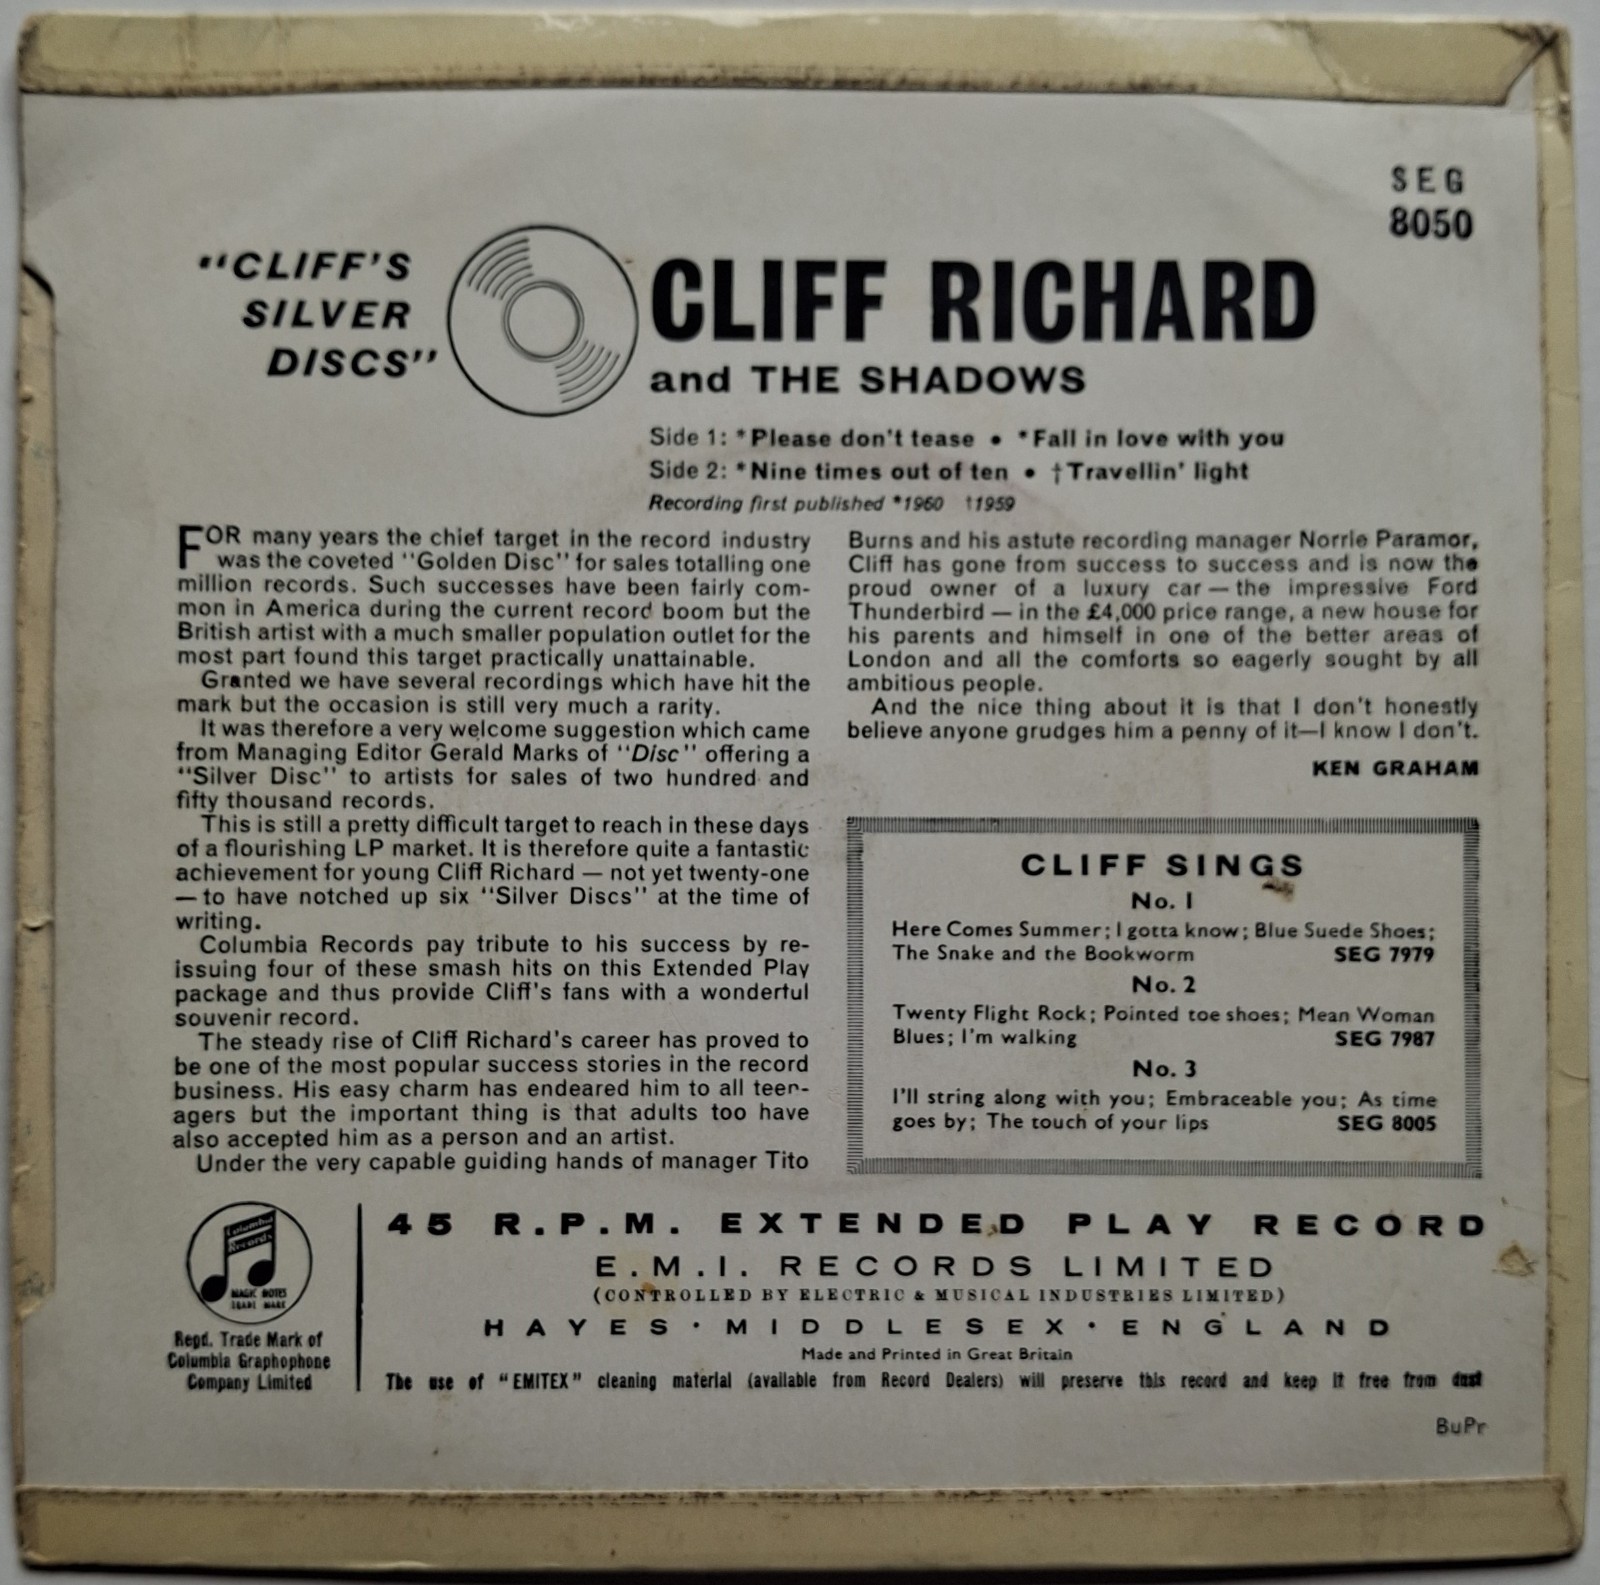 SEG
8050
"CLIFF'S
SILVER
DISCS"
CLIFF RICHARD
and THE SHADOWS
Side 1: *Please don't tease • *Fall in love with you
Side 2: *Nine times out of ten • †Travellin' light
Recording first published *1960 †1959
FOR many years the chief target in the record industry
was the coveted "Golden Disc" for sales totalling one
million records. Such successes have been fairly com-
mon in America during the current record boom but the
British artist with a much smaller population outlet for the
most part found this target practically unattainable.
Granted we have several recordings which have hit the
mark but the occasion is still very much a rarity.
It was therefore a very welcome suggestion which came
from Managing Editor Gerald Marks of "Disc" offering a
"Silver Disc" to artists for sales of two hundred and
fifty thousand records.
This is still a pretty difficult target to reach in these days
of a flourishing LP market. It is therefore quite a fantastic
achievement for young Cliff Richard — not yet twenty-one
— to have notched up six "Silver Discs" at the time of
writing.
Columbia Records pay tribute to his success by re-
issuing four of these smash hits on this Extended Play
package and thus provide Cliff's fans with a wonderful
souvenir record.
The steady rise of Cliff Richard's career has proved to
be one of the most popular success stories in the record
business. His easy charm has endeared him to all teen-
agers but the important thing is that adults too have
also accepted him as a person and an artist.
Under the very capable guiding hands of manager Tito
Burns and his astute recording manager Norrie Paramor,
Cliff has gone from success to success and is now the
proud owner of a luxury car — the impressive Ford
Thunderbird — in the £4,000 price range, a new house for
his parents and himself in one of the better areas of
London and all the comforts so eagerly sought by all
ambitious people.
And the nice thing about it is that I don't honestly
believe anyone grudges him a penny of it—I know I don't.
KEN GRAHAM
CLIFF SINGS
No. 1
Here Comes Summer; I gotta know; Blue Suede Shoes;
The Snake and the Bookworm SEG 7979
No. 2
Twenty Flight Rock; Pointed toe shoes; Mean Woman
Blues; I'm walking SEG 7987
No. 3
I'll string along with you; Embraceable you; As time
goes by; The touch of your lips SEG 8005
Columbia
Records
MAGIC NOTES
TRADE MARK
Regd. Trade Mark of
Columbia Graphophone
Company Limited
45 R.P.M. EXTENDED PLAY RECORD
E.M.I. RECORDS LIMITED
(CONTROLLED BY ELECTRIC & MUSICAL INDUSTRIES LIMITED)
HAYES · MIDDLESEX · ENGLAND
Made and Printed in Great Britain
The use of "EMITEX" cleaning material (available from Record Dealers) will preserve this record and keep it free from dust
BuPr